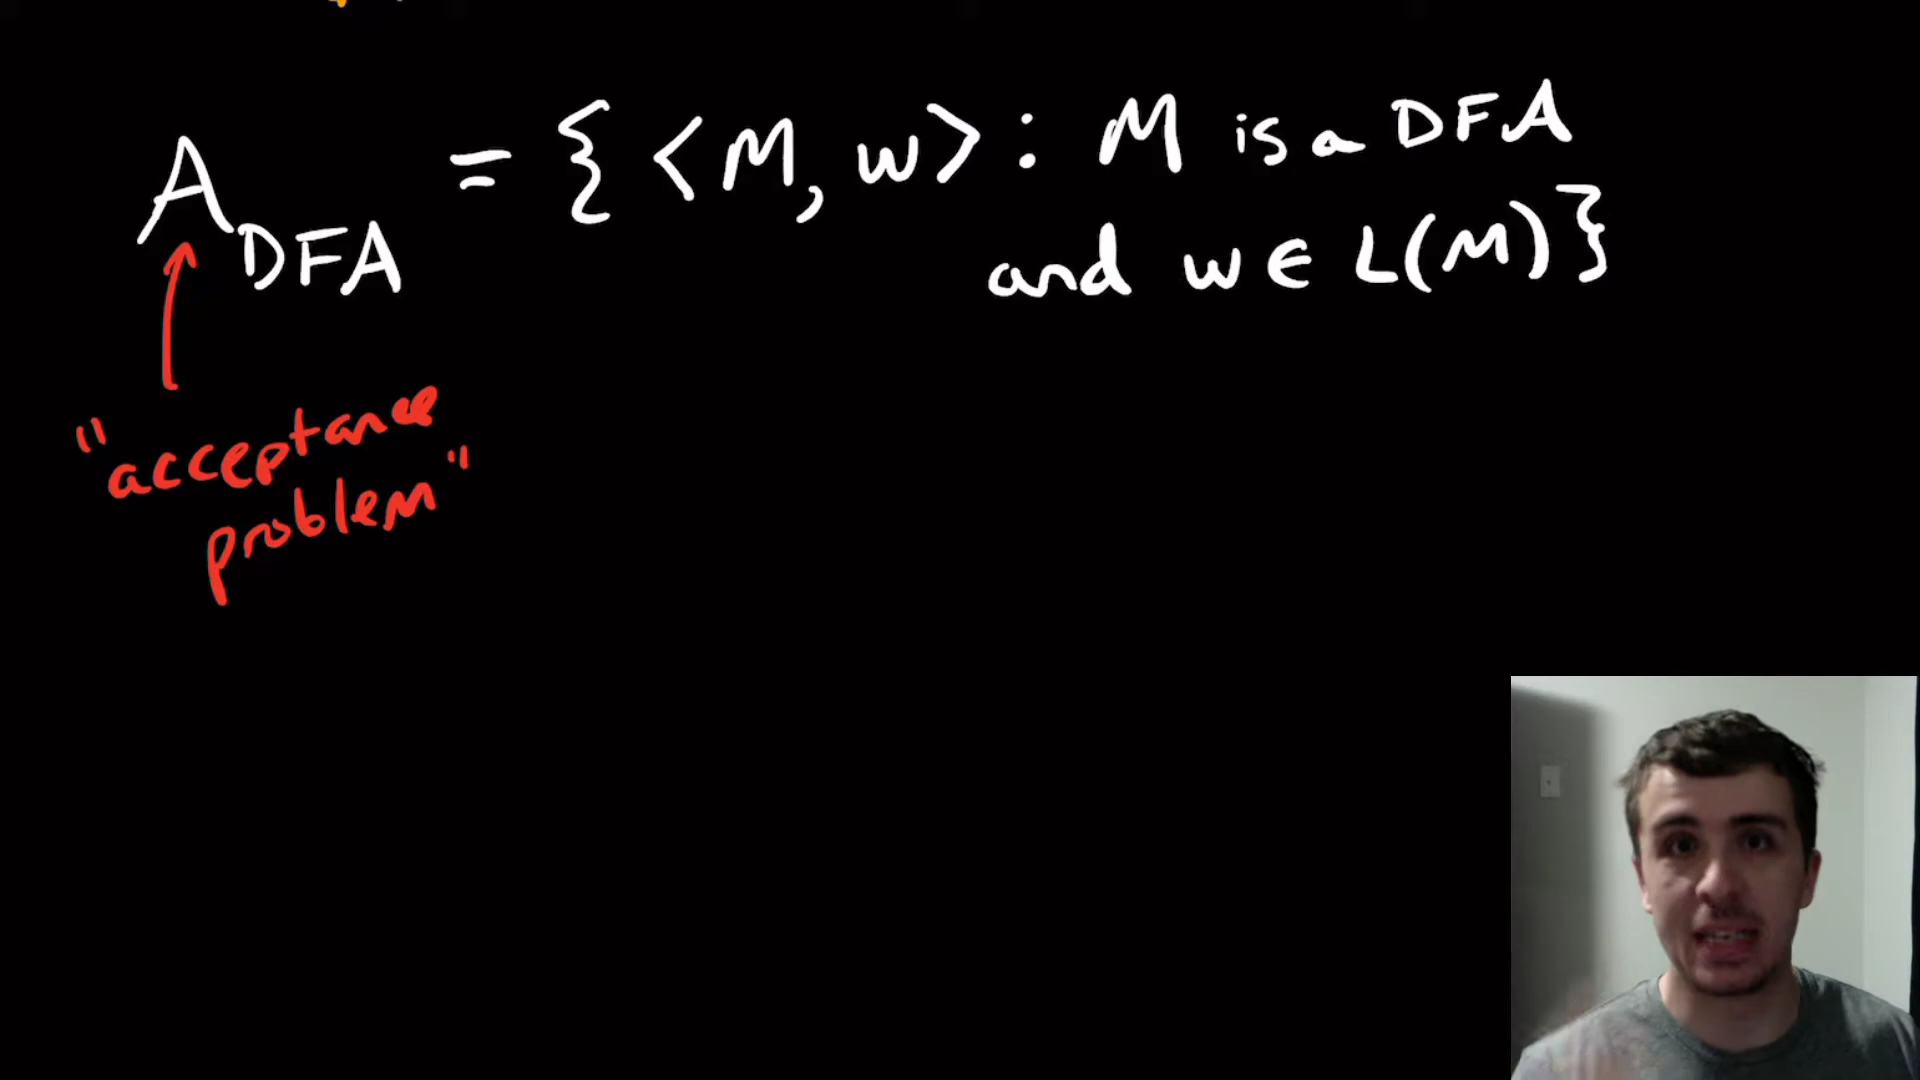 A_DFA = { <M, w> : M is a DFA
and w ∈ L(M) }
"acceptance
problem"